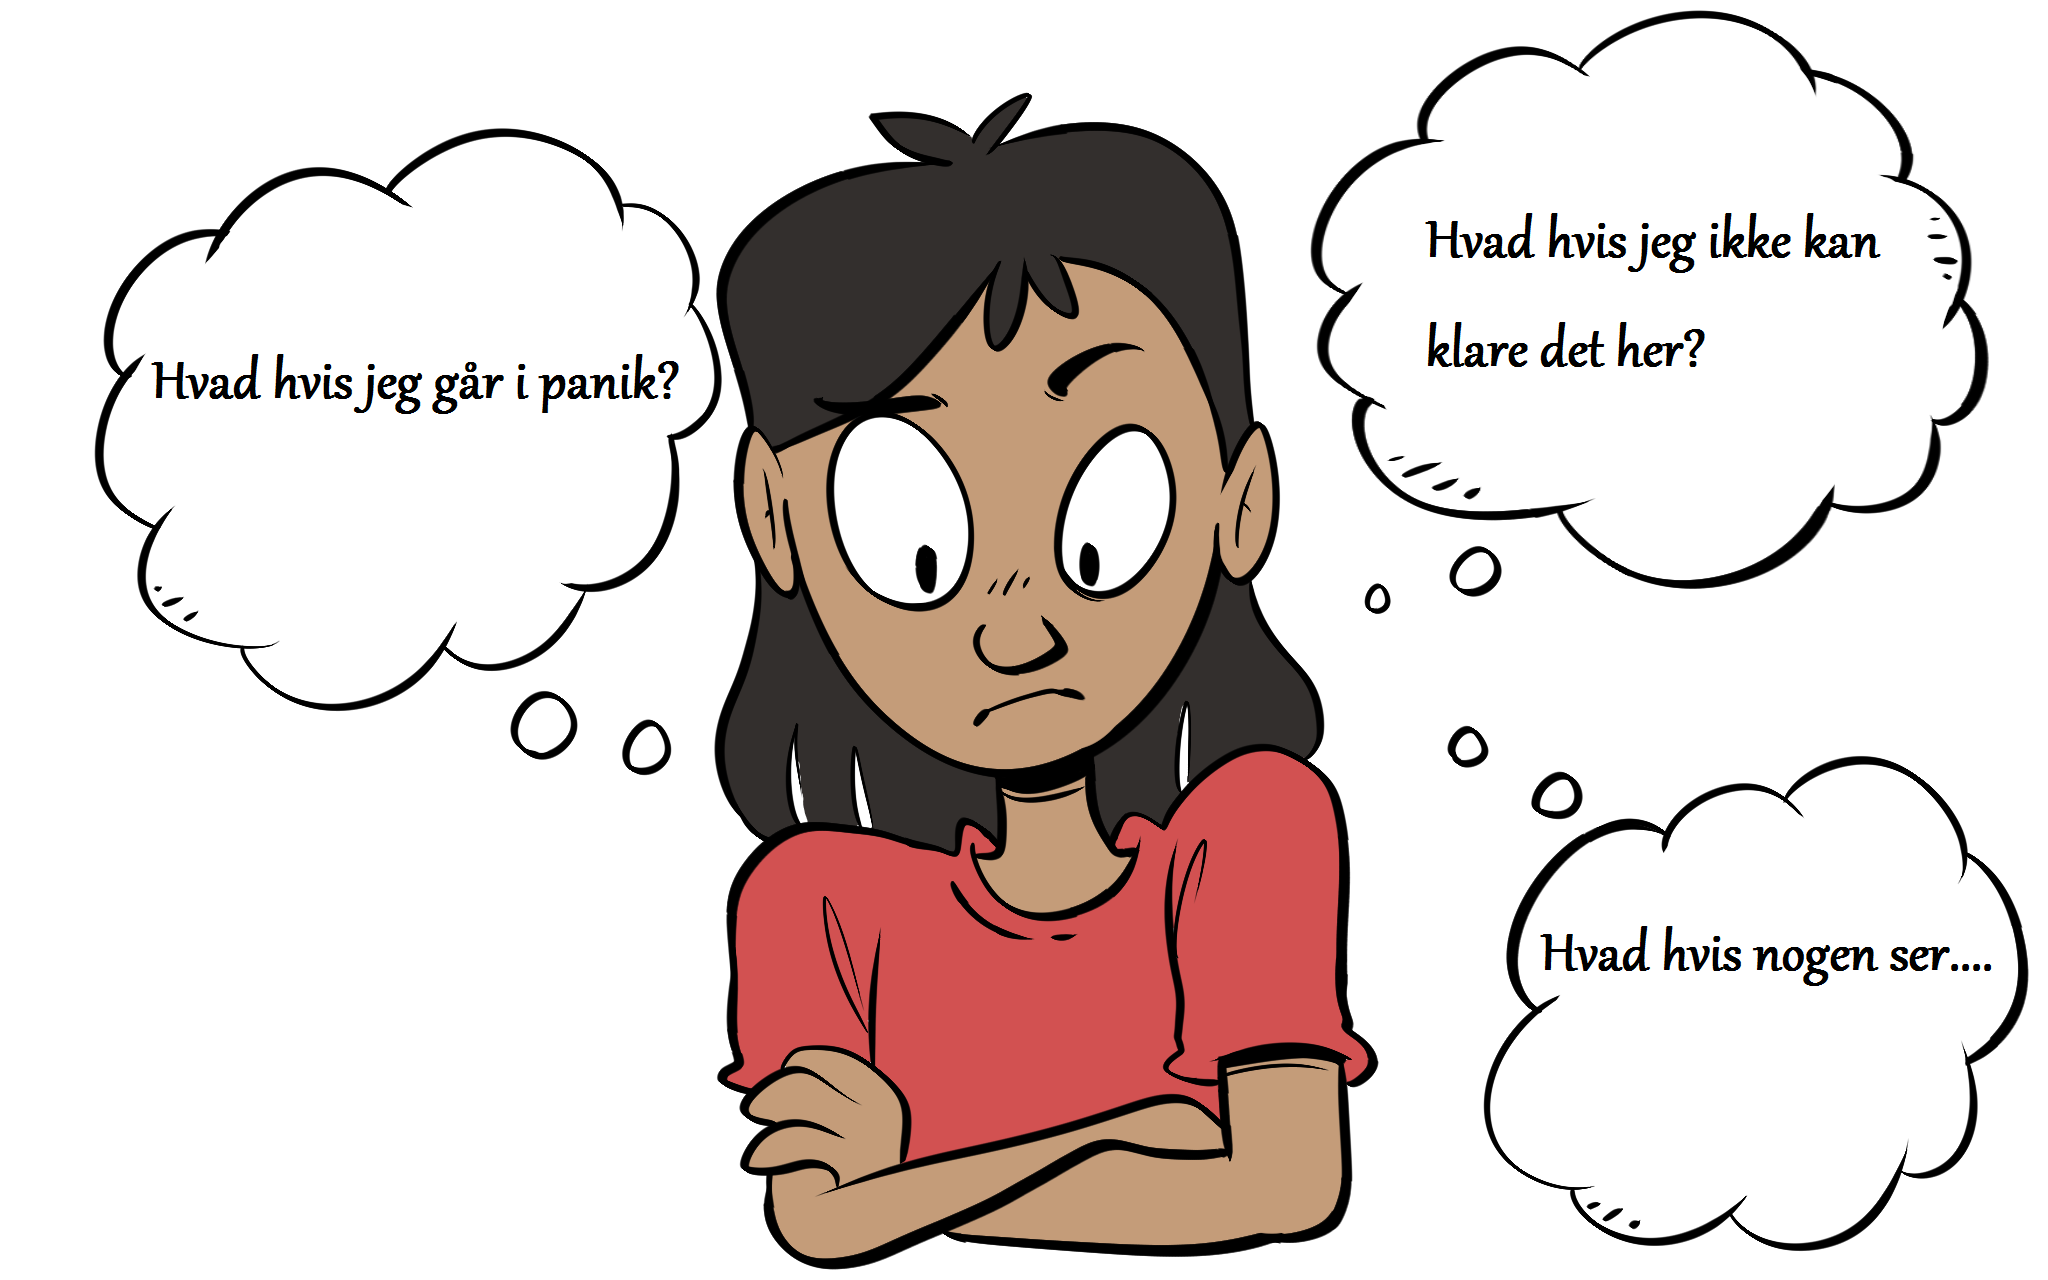 Hvad hvis jeg går i panik?
Hvad hvis jeg ikke kan
klare det her?
Hvad hvis nogen ser....